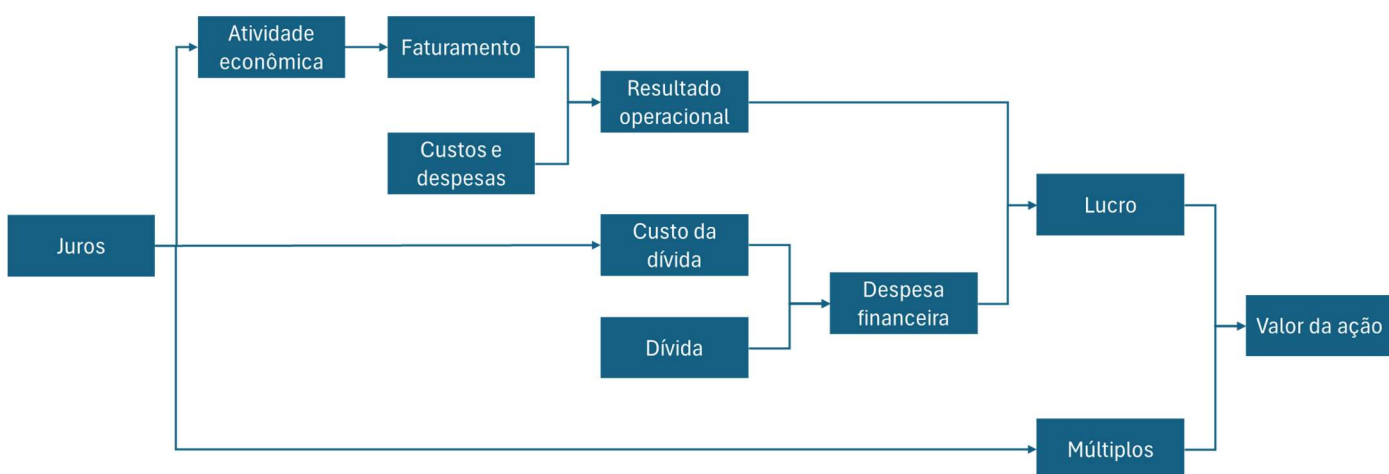 Atividade
econômica
Faturamento
Resultado
operacional
Custos e
despesas
Lucro
Juros
Custo da
dívida
Despesa
financeira
Valor da ação
Dívida
Múltiplos